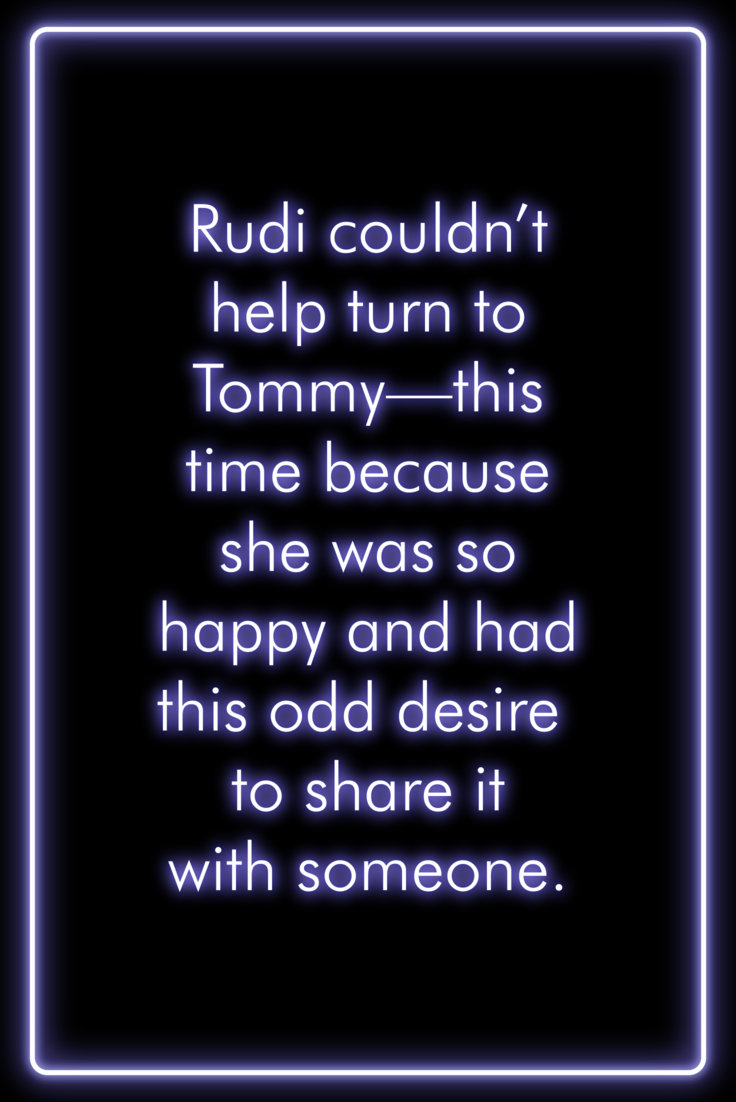 Rudi couldn’t
help turn to
Tommy—this
time because
she was so
happy and had
this odd desire
to share it
with someone.